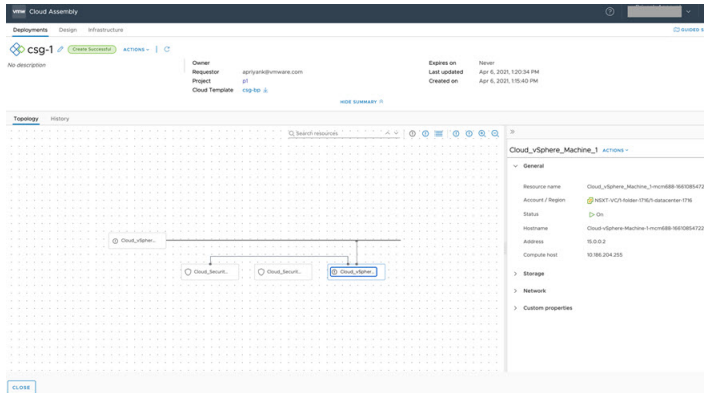 vmw Cloud Assembly
Deployments Design Infrastructure
GUIDED S
csg-1 Create Successful ACTIONS
No description
Owner
Requestor apriyank@vmware.com
Project p1
Cloud Template csg-bp
Expires on Never
Last updated Apr 6, 2021, 1:20:34 PM
Created on Apr 6, 2021, 1:15:40 PM
HIDE SUMMARY
Topology History
Search resources
Cloud_vSpher...
Cloud_Securit...
Cloud_Securit...
Cloud_vSpher...
Cloud_vSphere_Machine_1 ACTIONS
General
Resource name Cloud_vSphere_Machine_1-mcm688-1661085472
Account / Region NSXT-VC/1-folder-1716/1-datacenter-1716
Status On
Hostname Cloud-vSphere-Machine-1-mcm688-16610854722
Address 15.0.0.2
Compute host 10.186.204.255
Storage
Network
Custom properties
CLOSE